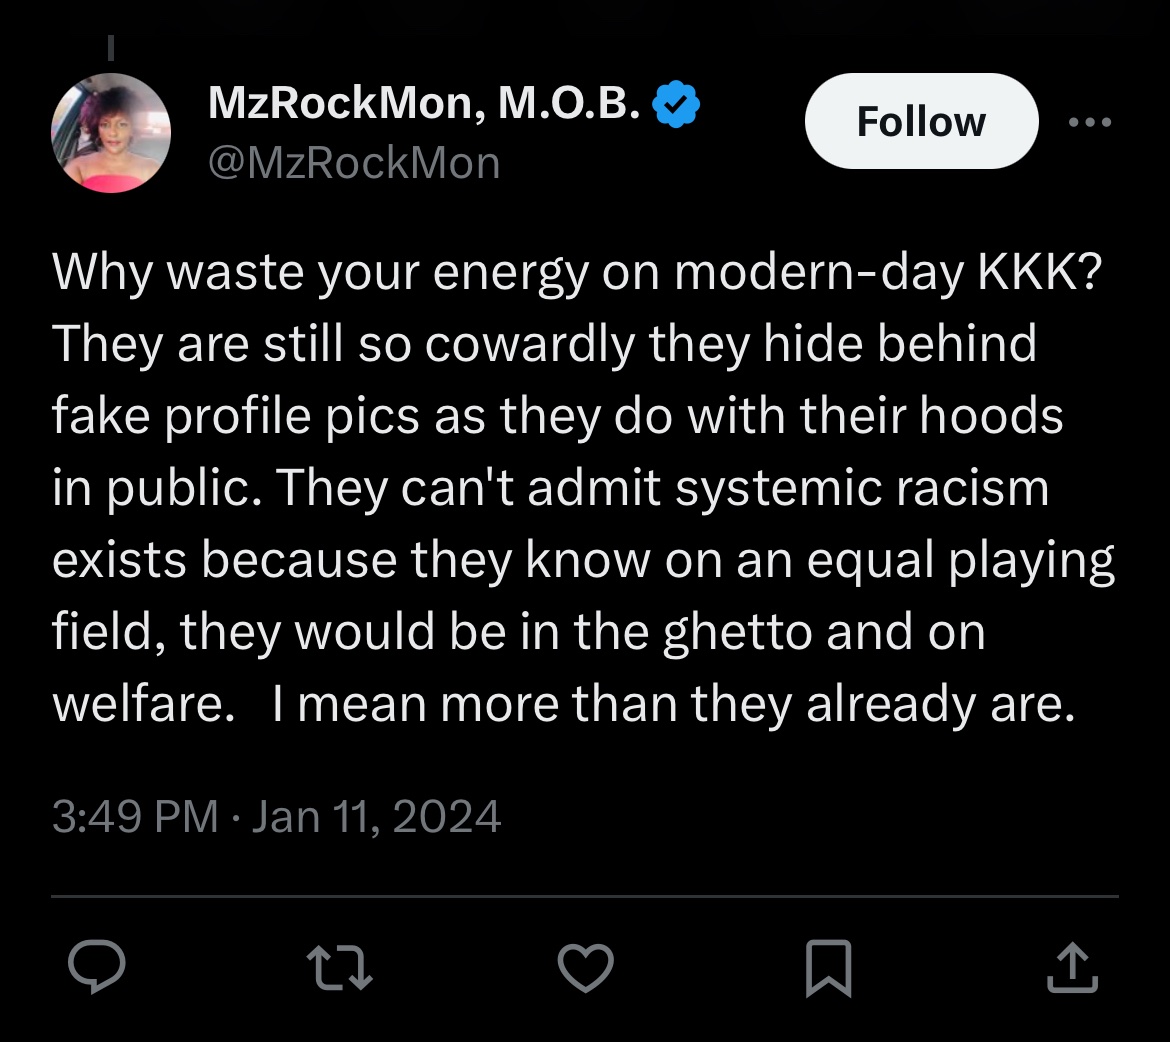 MzRockMon, M.O.B.
Follow
@MzRockMon
Why waste your energy on modern-day KKK?
They are still so cowardly they hide behind
fake profile pics as they do with their hoods
in public. They can't admit systemic racism
exists because they know on an equal playing
field, they would be in the ghetto and on
welfare.   I mean more than they already are.
3:49 PM · Jan 11, 2024